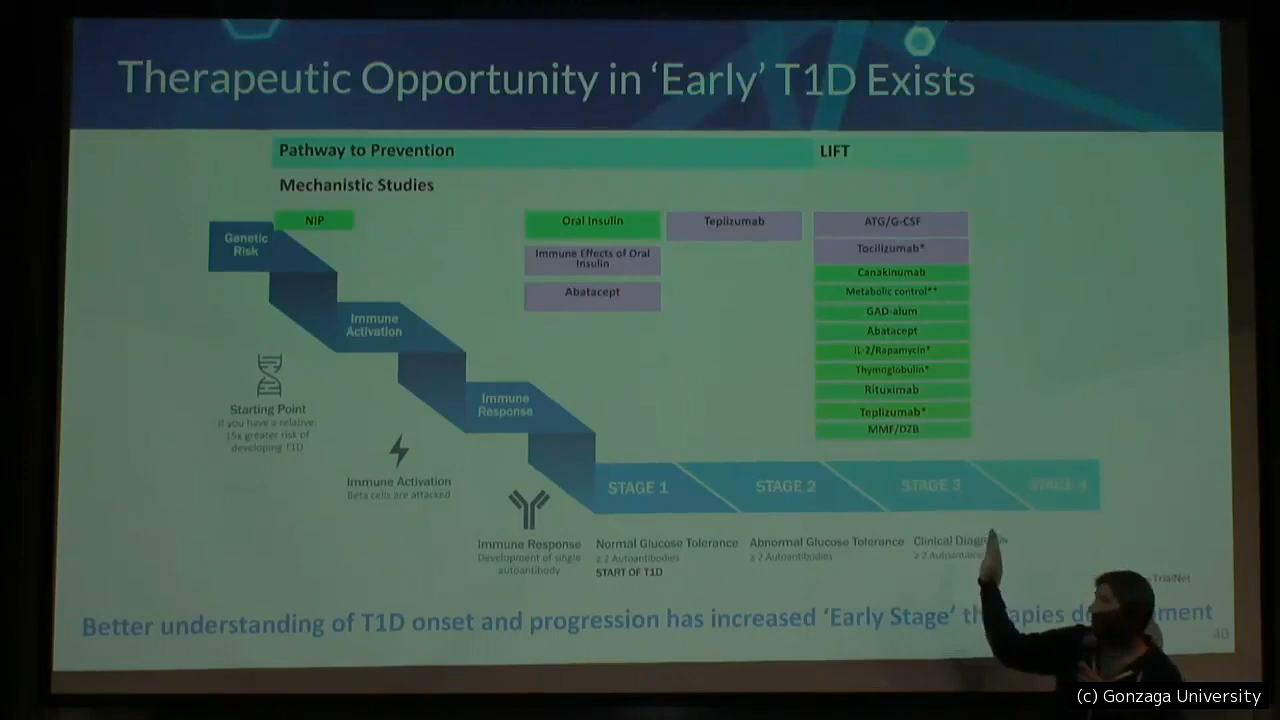 Therapeutic Opportunity in ‘Early’ T1D Exists
Pathway to Prevention
LIFT
Mechanistic Studies
NIP
Oral Insulin
Teplizumab
ATG/G-CSF
Immune Effects of Oral
Insulin
Tocilizumab*
Abatacept
Canakinumab
Metabolic control**
GAD-alum
Abatacept
IL-2/Rapamycin*
Thymoglobulin*
Rituximab
Teplizumab*
MMF/DZB
Genetic
Risk
Immune
Activation
Immune
Response
Starting Point
If you have a relative,
15x greater risk of
developing T1D
Immune Activation
Beta cells are attacked
Immune Response
Development of single
autoantibody
STAGE 1
STAGE 2
STAGE 3
STAGE 4
Normal Glucose Tolerance
≥ 2 Autoantibodies
START OF T1D
Abnormal Glucose Tolerance
≥ 2 Autoantibodies
Clinical
≥ 2
TrialNet
Better understanding of T1D onset and progression has increased ‘Early Stage’
40
(c) Gonzaga University